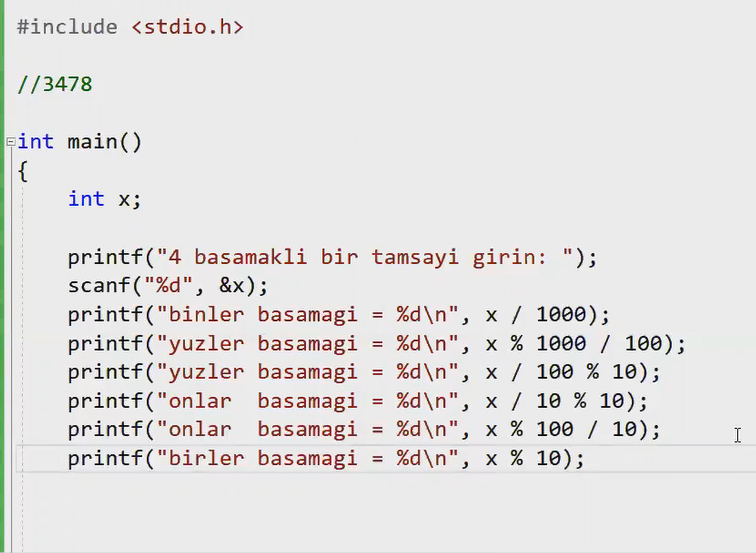 #include <stdio.h>
//3478
int main()
{
int x;
printf("4 basamakli bir tamsayi girin: ");
scanf("%d", &x);
printf("binler basamagi = %d\n", x / 1000);
printf("yuzler basamagi = %d\n", x % 1000 / 100);
printf("yuzler basamagi = %d\n", x / 100 % 10);
printf("onlar  basamagi = %d\n", x / 10 % 10);
printf("onlar  basamagi = %d\n", x % 100 / 10);
printf("birler basamagi = %d\n", x % 10);